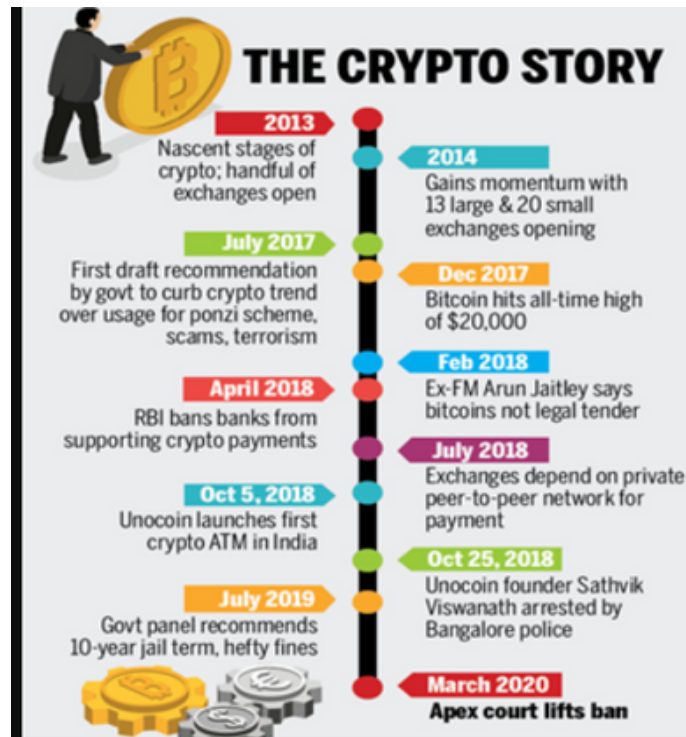 THE CRYPTO STORY
2013
Nascent stages of
crypto; handful of
exchanges open
2014
Gains momentum with
13 large & 20 small
exchanges opening
July 2017
First draft recommendation
by govt to curb crypto trend
over usage for ponzi scheme,
scams, terrorism
Dec 2017
Bitcoin hits all-time high
of $20,000
Feb 2018
Ex-FM Arun Jaitley says
bitcoins not legal tender
April 2018
RBI bans banks from
supporting crypto payments
July 2018
Exchanges depend on private
peer-to-peer network for
payment
Oct 5, 2018
Unocoin launches first
crypto ATM in India
Oct 25, 2018
Unocoin founder Sathvik
Viswanath arrested by
Bangalore police
July 2019
Govt panel recommends
10-year jail term, hefty fines
March 2020
Apex court lifts ban